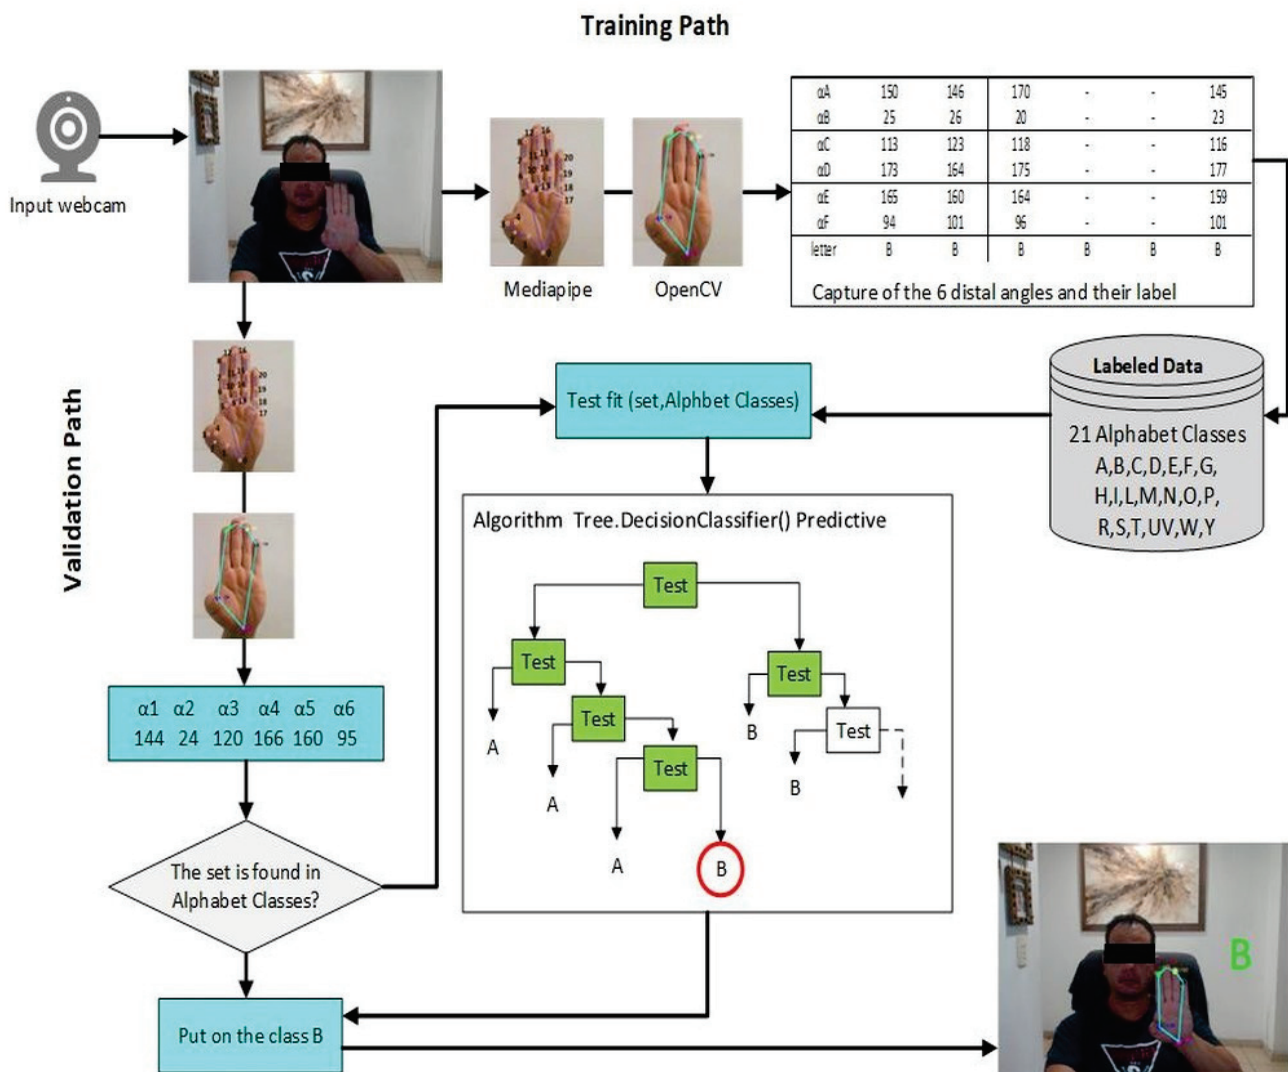 Training Path
Input webcam
Mediapipe
OpenCV
αA 150 146 170 - - 145
αB 25 26 20 - - 23
αC 113 123 118 - - 116
αD 173 164 175 - - 177
αE 165 160 164 - - 159
αF 94 101 96 - - 101
letter B B B B B B
Capture of the 6 distal angles and their label
Validation Path
Test fit (set,Alphbet Classes)
Labeled Data
21 Alphabet Classes
A,B,C,D,E,F,G,
H,I,L,M,N,O,P,
R,S,T,UV,W,Y
Algorithm Tree.DecisionClassifier() Predictive
Test
Test
Test
Test
Test
Test
A
A
A
B
B
B
α1 α2 α3 α4 α5 α6
144 24 120 166 160 95
The set is found in
Alphabet Classes?
Put on the class B
B